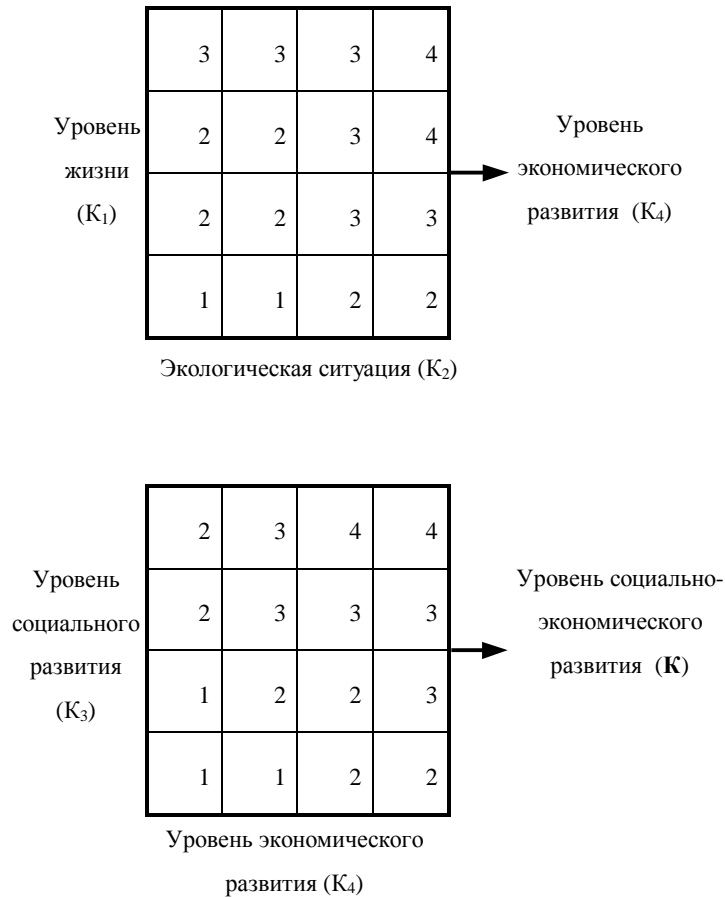 3 3 3 4
Уровень
жизни
(К₁)
2 2 3 4
2 2 3 3
1 1 2 2
Уровень
экономического
развития (К₄)
Экологическая ситуация (К₂)
2 3 4 4
Уровень
социального
развития
(К₃)
2 3 3 3
1 2 2 3
1 1 2 2
Уровень социально-
экономического
развития (К)
Уровень экономического
развития (К₄)